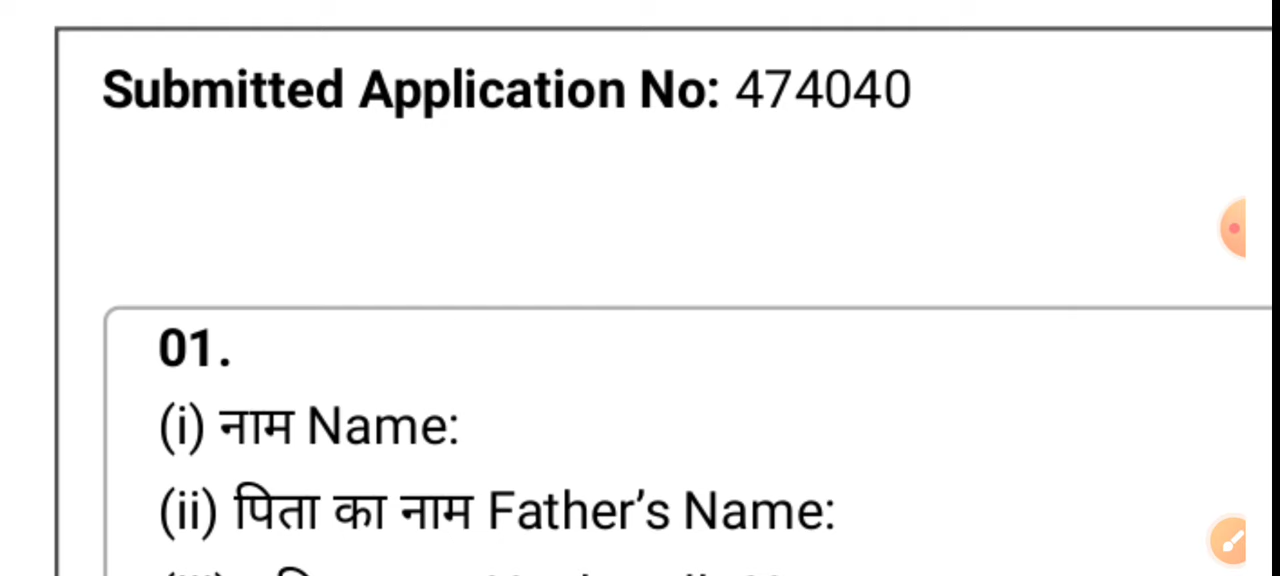 Submitted Application No: 474040
01.
(i) नाम Name:
(ii) पिता का नाम Father’s Name: